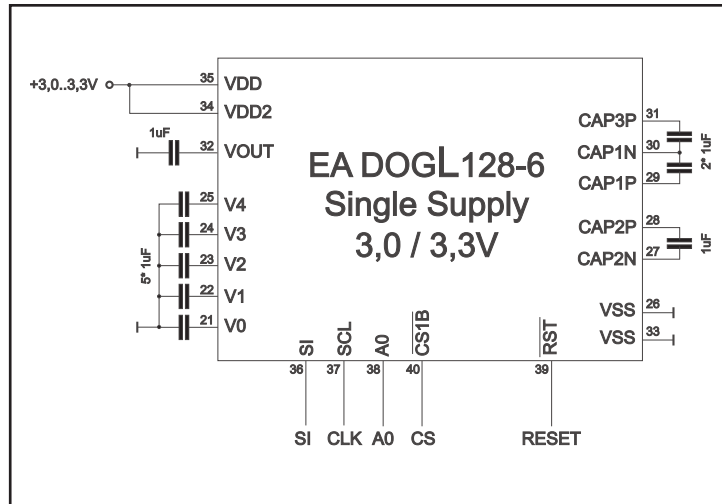 +3,0..3,3V
35 VDD
34 VDD2
1uF
32 VOUT
25 V4
24 V3
23 V2
22 V1
21 V0
5* 1uF
EA DOGL128-6
Single Supply
3,0 / 3,3V
CAP3P 31
CAP1N 30
CAP1P 29
2* 1uF
CAP2P 28
CAP2N 27
1uF
VSS 26
VSS 33
SI SCL A0 CS1B RST
36 37 38 40 39
SI CLK A0 CS RESET